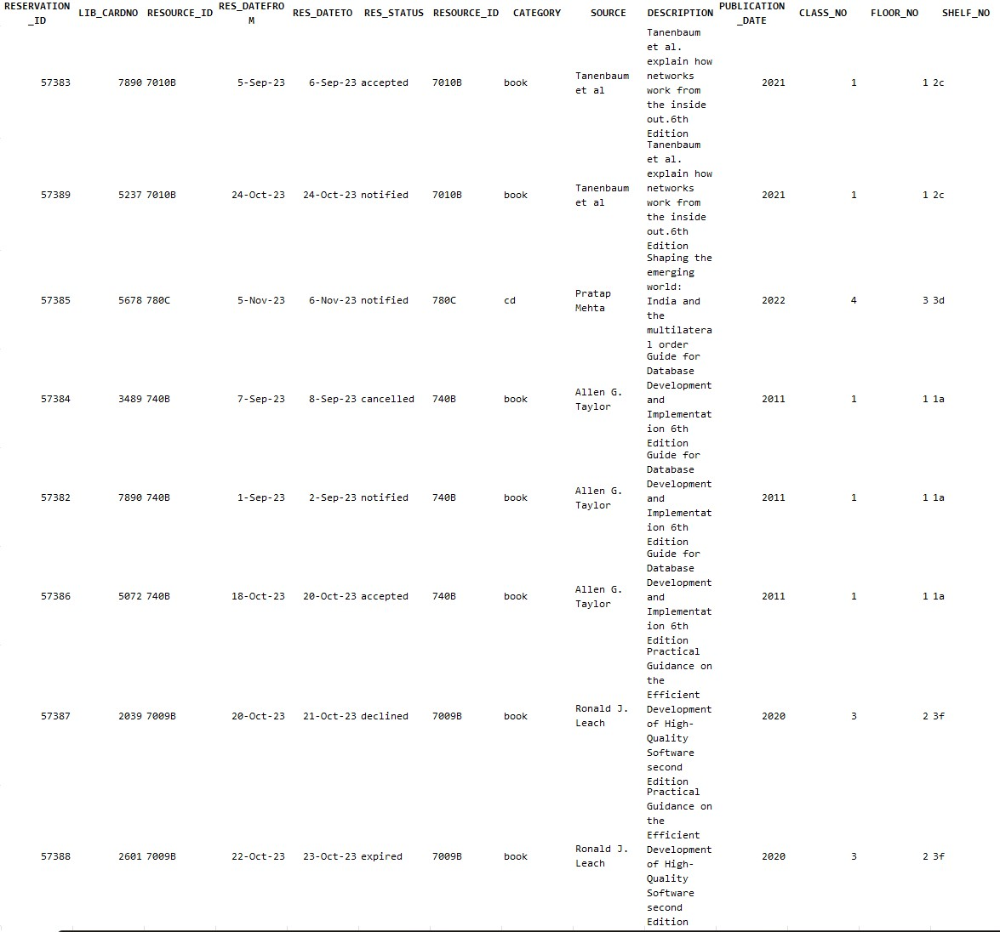 RESERVATION_ID LIB_CARDNO RESOURCE_ID RES_DATEFROM RES_DATETO RES_STATUS RESOURCE_ID CATEGORY SOURCE DESCRIPTION PUBLICATION_DATE CLASS_NO FLOOR_NO SHELF_NO
57383 7890 7010B 5-Sep-23 6-Sep-23 accepted 7010B book Tanenbaum et al Tanenbaum et al. explain how networks work from the inside out.6th Edition 2021 1 1 2c
57389 5237 7010B 24-Oct-23 24-Oct-23 notified 7010B book Tanenbaum et al Tanenbaum et al. explain how networks work from the inside out.6th Edition 2021 1 1 2c
57385 5678 780C 5-Nov-23 6-Nov-23 notified 780C cd Pratap Mehta Shaping the emerging world: India and the multilateral order 2022 4 3 3d
57384 3489 740B 7-Sep-23 8-Sep-23 cancelled 740B book Allen G. Taylor Guide for Database Development and Implementation 6th Edition 2011 1 1 1a
57382 7890 740B 1-Sep-23 2-Sep-23 notified 740B book Allen G. Taylor Guide for Database Development and Implementation 6th Edition 2011 1 1 1a
57386 5072 740B 18-Oct-23 20-Oct-23 accepted 740B book Allen G. Taylor Guide for Database Development and Implementation 6th Edition 2011 1 1 1a
57387 2039 7009B 20-Oct-23 21-Oct-23 declined 7009B book Ronald J. Leach Practical Guidance on the Efficient Development of High-Quality Software second Edition 2020 3 2 3f
57388 2601 7009B 22-Oct-23 23-Oct-23 expired 7009B book Ronald J. Leach Practical Guidance on the Efficient Development of High-Quality Software second Edition 2020 3 2 3f